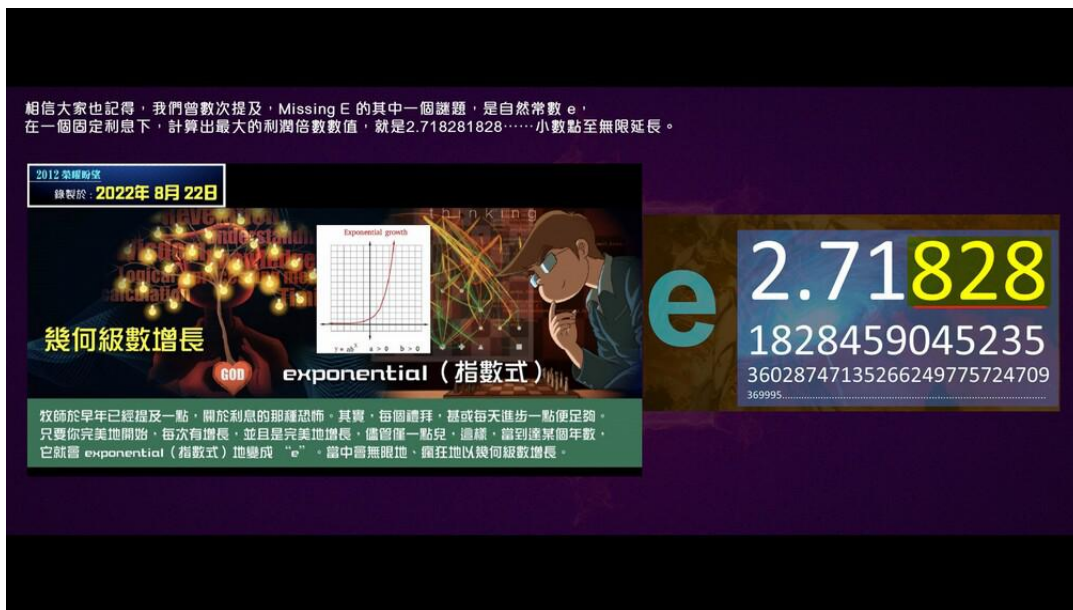 相信大家也記得,我們曾數次提及,Missing E 的其中一個謎題,是自然常數 e,
在一個固定利息下,計算出最大的利潤倍數數值,就是2.718281828⋯⋯小數點至無限延長。
2012 榮耀盼望
錄製於:2022年 8月 22日
thinking
Exponential growth
幾何級數增長
y = ab^x a > 0 b > 0
GOD
exponential(指數式)
牧師於早年已經提及一點,關於利息的那種恐怖。其實,每個禮拜,甚或每天進步一點便足夠。
只要你完美地開始,每次有增長,並且是完美地增長,儘管僅一點兒,這樣,當到達某個年數,
它就會 exponential(指數式)地變成 “e”。當中會無限地、瘋狂地以幾何級數增長。
e
2.71828
1828459045235
36028747135266249775724709
369995